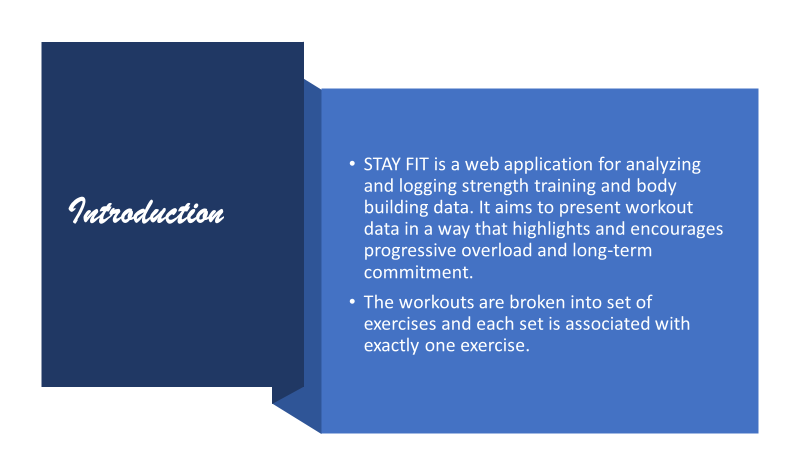 Introduction
• STAY FIT is a web application for analyzing
and logging strength training and body
building data. It aims to present workout
data in a way that highlights and encourages
progressive overload and long-term
commitment.
• The workouts are broken into set of
exercises and each set is associated with
exactly one exercise.